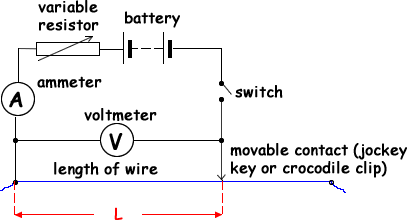 variable
resistor
battery
ammeter
A
switch
voltmeter
V
movable contact (jockey
key or crocodile clip)
length of wire
L